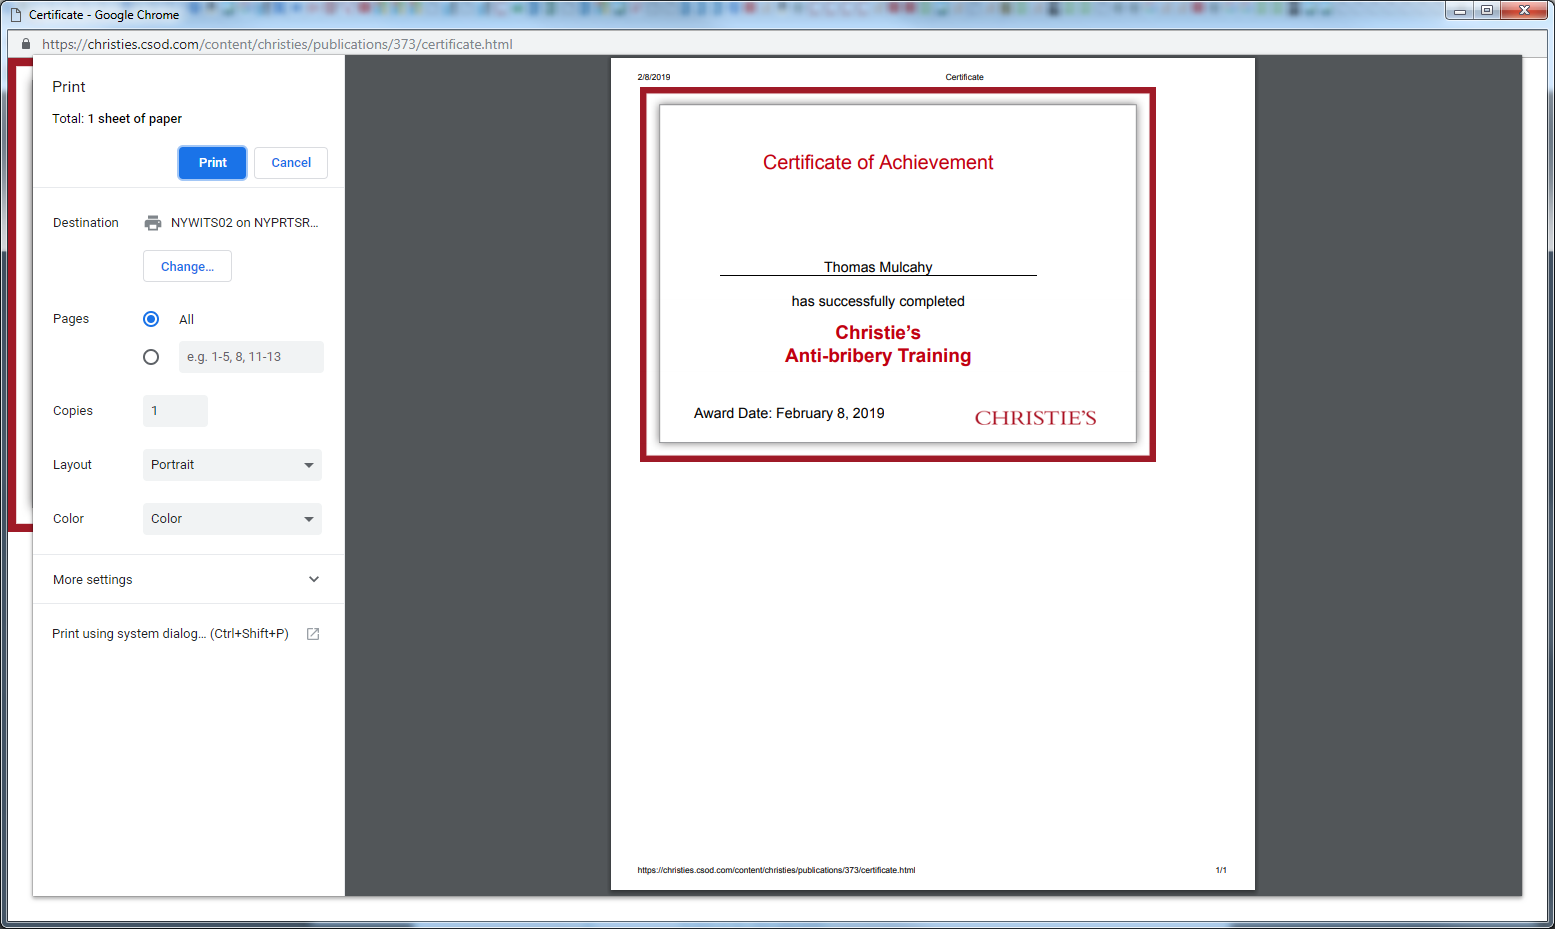 Certificate - Google Chrome
https://christies.csod.com/content/christies/publications/373/certificate.html
Print
Total: 1 sheet of paper
Print
Cancel
Destination
NYWITS02 on NYPRTSR...
Change...
Pages
All
e.g. 1-5, 8, 11-13
Copies
1
Layout
Portrait
Color
Color
More settings
Print using system dialog... (Ctrl+Shift+P)
2/8/2019
Certificate
Certificate of Achievement
Thomas Mulcahy
has successfully completed
Christie's
Anti-bribery Training
Award Date: February 8, 2019
CHRISTIE'S
https://christies.csod.com/content/christies/publications/373/certificate.html
1/1